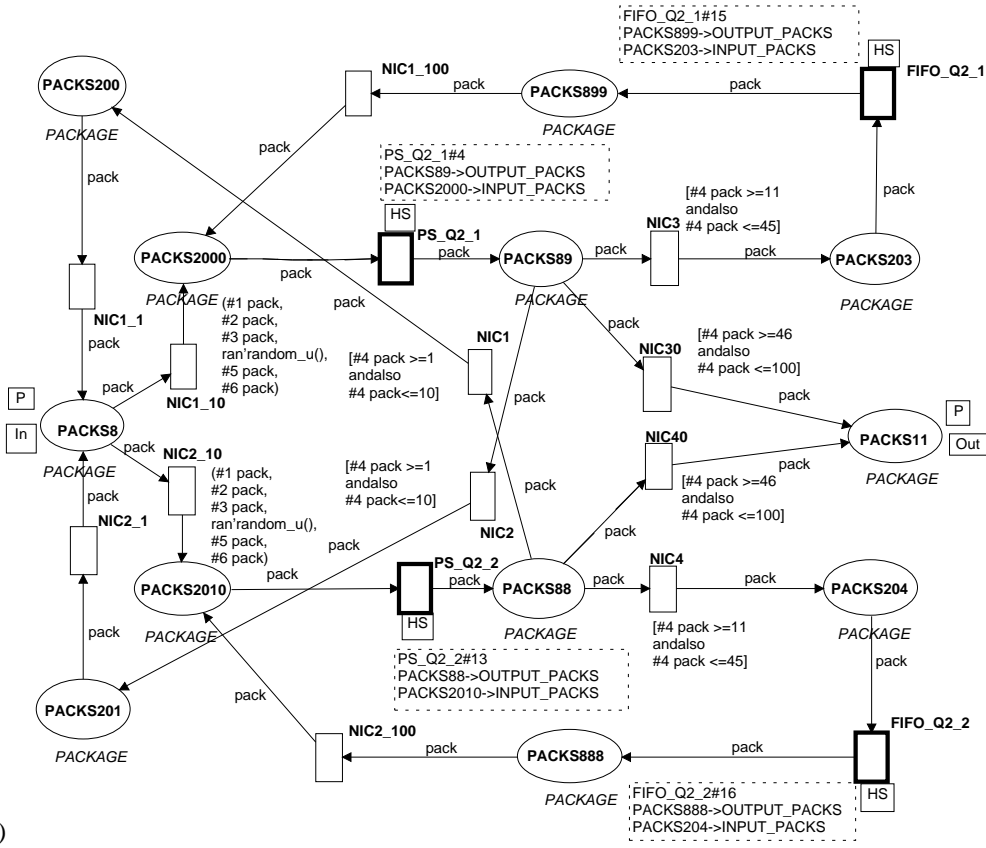 FIFO_Q2_1#15
PACKS899->OUTPUT_PACKS
PACKS203->INPUT_PACKS
HS
FIFO_Q2_1
NIC1_100
PACKS200
PACKAGE
pack
PACKS899
PACKAGE
pack
pack
pack
PS_Q2_1#4
PACKS89->OUTPUT_PACKS
PACKS2000->INPUT_PACKS
HS
PS_Q2_1
[#4 pack >=11
andalso
#4 pack <=45]
NIC3
pack
PACKS2000
PACKAGE
pack
pack
PACKS89
PACKAGE
pack
pack
PACKS203
PACKAGE
NIC1_1
pack
(#1 pack,
#2 pack,
#3 pack,
ran'random_u(),
#5 pack,
#6 pack)
pack
NIC1
[#4 pack >=1
andalso
#4 pack<=10]
pack
NIC30
[#4 pack >=46
andalso
#4 pack <=100]
pack
pack
NIC1_10
P
In
PACKS8
PACKAGE
pack
NIC2_10
(#1 pack,
#2 pack,
#3 pack,
ran'random_u(),
#5 pack,
#6 pack)
[#4 pack >=1
andalso
#4 pack<=10]
NIC2
pack
NIC40
pack
[#4 pack >=46
andalso
#4 pack <=100]
pack
P
Out
PACKS11
PACKAGE
pack
NIC2_1
pack
PACKS2010
PACKAGE
pack
PS_Q2_2
HS
pack
PACKS88
PACKAGE
pack
NIC4
pack
[#4 pack >=11
andalso
#4 pack <=45]
PACKS204
PACKAGE
pack
pack
PS_Q2_2#13
PACKS88->OUTPUT_PACKS
PACKS2010->INPUT_PACKS
PACKS201
PACKAGE
pack
NIC2_100
pack
PACKS888
PACKAGE
pack
FIFO_Q2_2
HS
FIFO_Q2_2#16
PACKS888->OUTPUT_PACKS
PACKS204->INPUT_PACKS
)